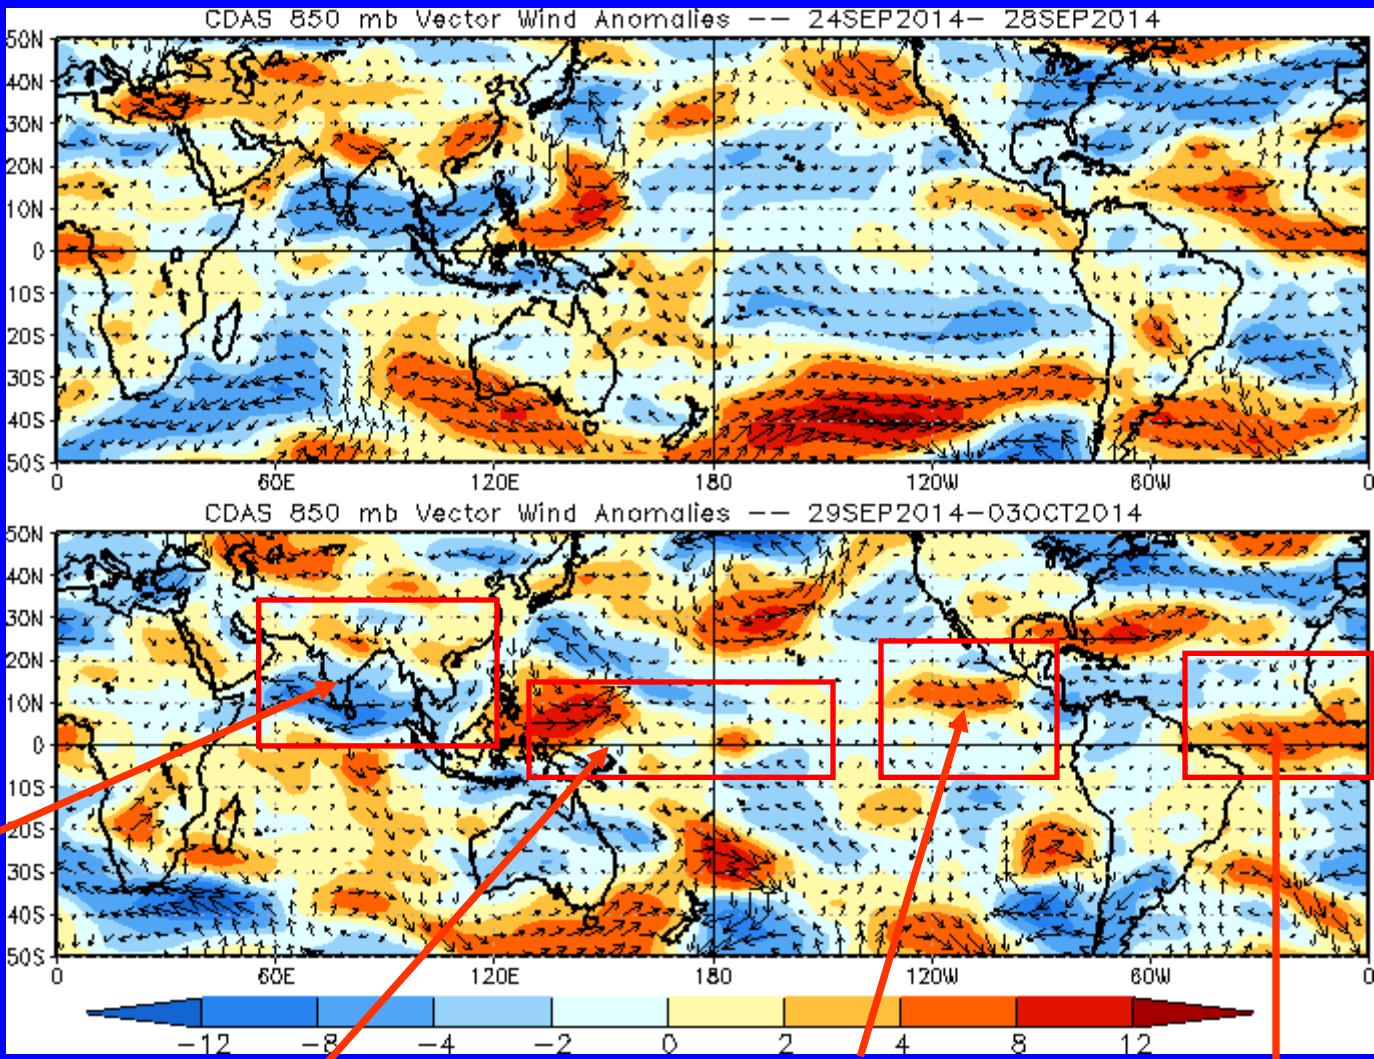 CDAS 850 mb Vector Wind Anomalies -- 24SEP2014- 28SEP2014
50N
40N
30N
20N
10N
0
10S
20S
30S
40S
50S
0 60E 120E 180 120W 60W 0
CDAS 850 mb Vector Wind Anomalies -- 29SEP2014-03OCT2014
50N
40N
30N
20N
10N
0
10S
20S
30S
40S
50S
0 60E 120E 180 120W 60W 0
-12 -8 -4 -2 0 2 4 8 12